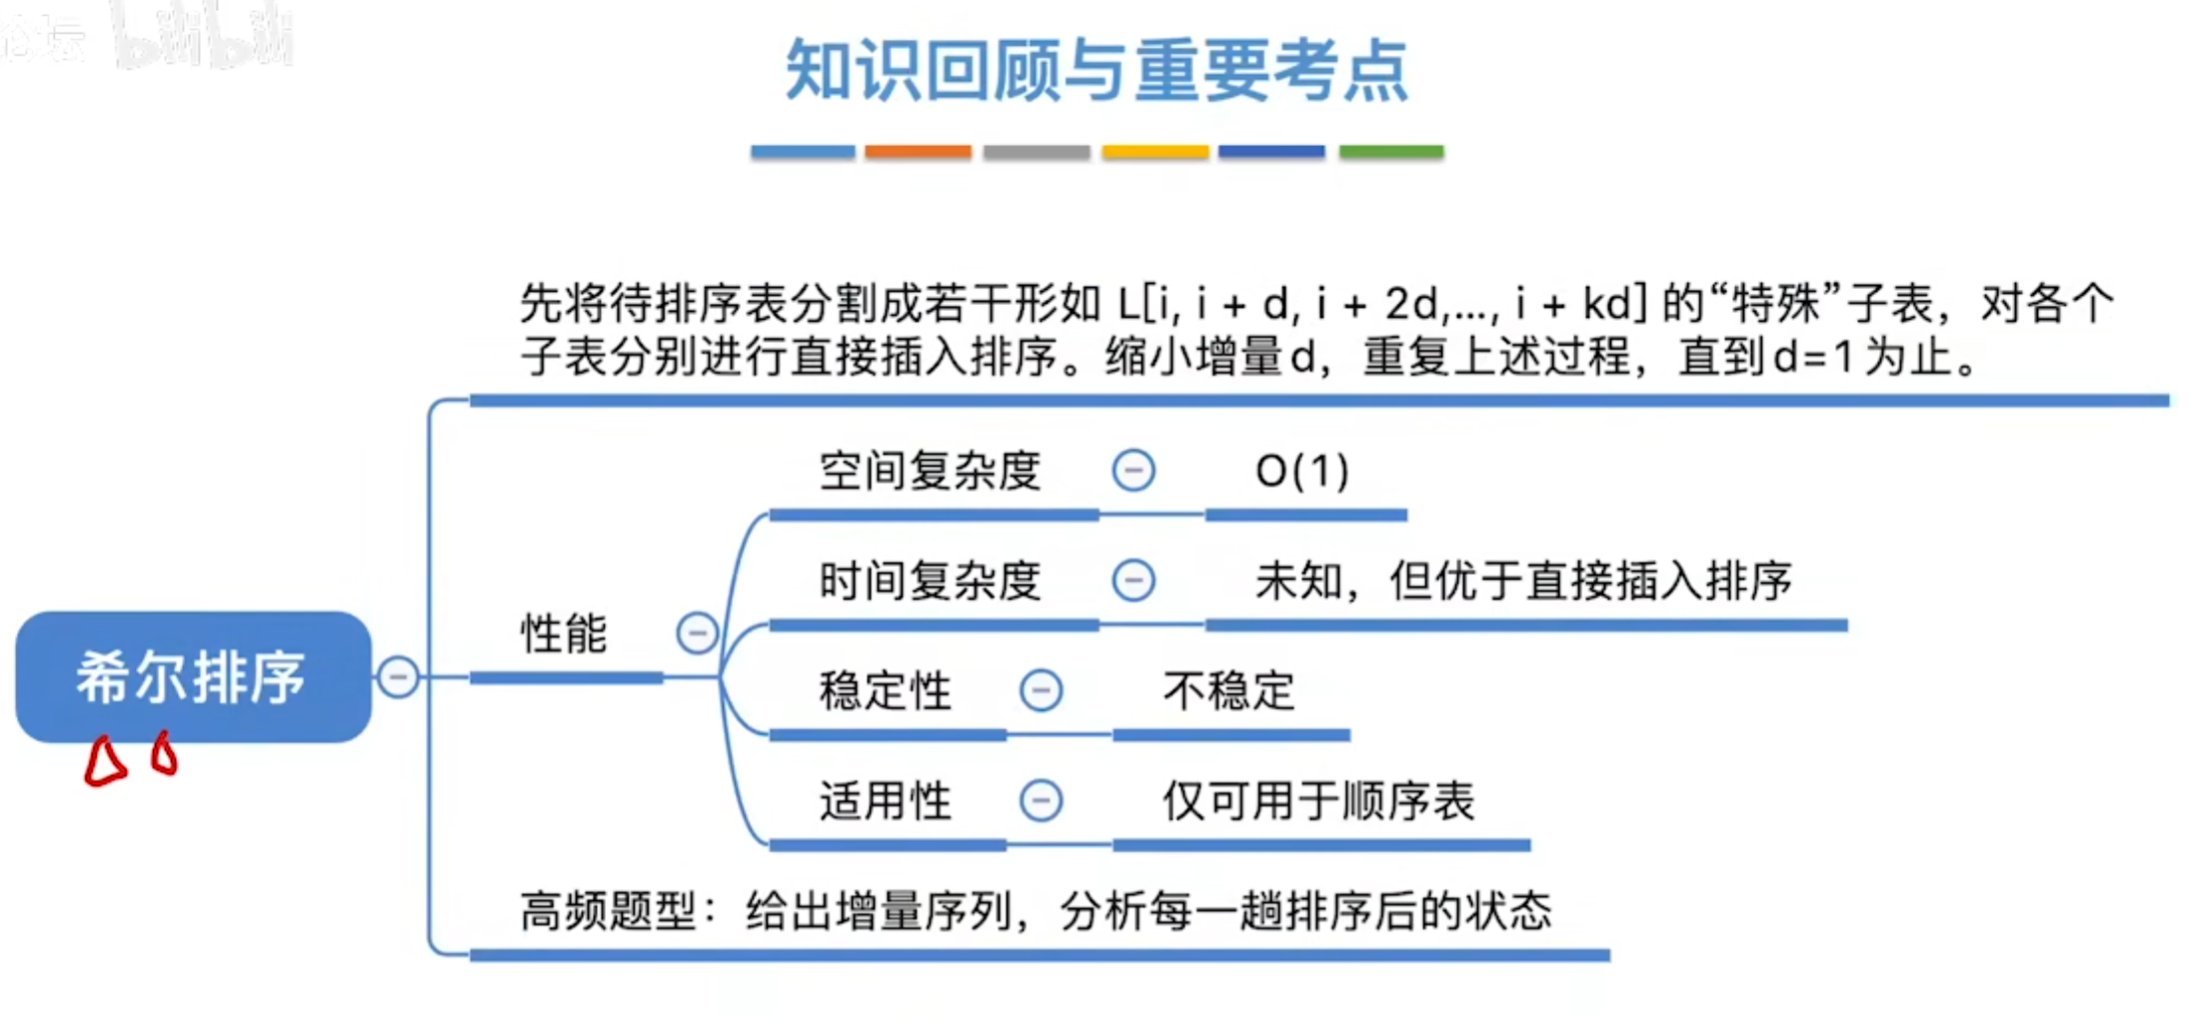 论坛 bilibili
知识回顾与重要考点
先将待排序表分割成若干形如 L[i, i + d, i + 2d,..., i + kd] 的“特殊”子表，对各个
子表分别进行直接插入排序。缩小增量d，重复上述过程，直到d=1为止。
空间复杂度 O(1)
时间复杂度 未知，但优于直接插入排序
性能
希尔排序
稳定性 不稳定
适用性 仅可用于顺序表
高频题型：给出增量序列，分析每一趟排序后的状态